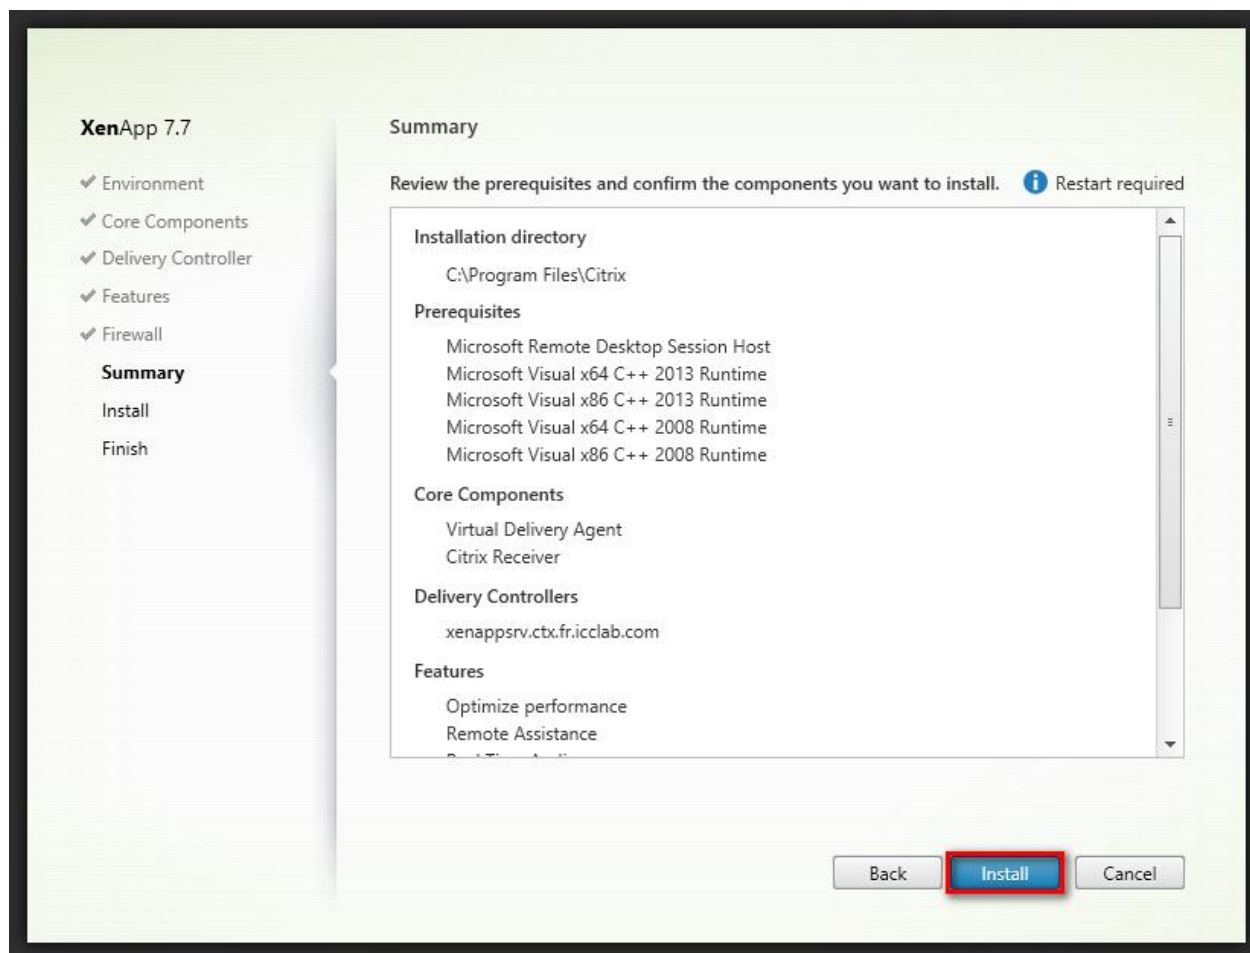 XenApp 7.7
Environment
Core Components
Delivery Controller
Features
Firewall
Summary
Install
Finish
Summary
Review the prerequisites and confirm the components you want to install.
Restart required
Installation directory
C:\Program Files\Citrix
Prerequisites
Microsoft Remote Desktop Session Host
Microsoft Visual x64 C++ 2013 Runtime
Microsoft Visual x86 C++ 2013 Runtime
Microsoft Visual x64 C++ 2008 Runtime
Microsoft Visual x86 C++ 2008 Runtime
Core Components
Virtual Delivery Agent
Citrix Receiver
Delivery Controllers
xenappsrv.ctx.fr.icclab.com
Features
Optimize performance
Remote Assistance
Back
Install
Cancel